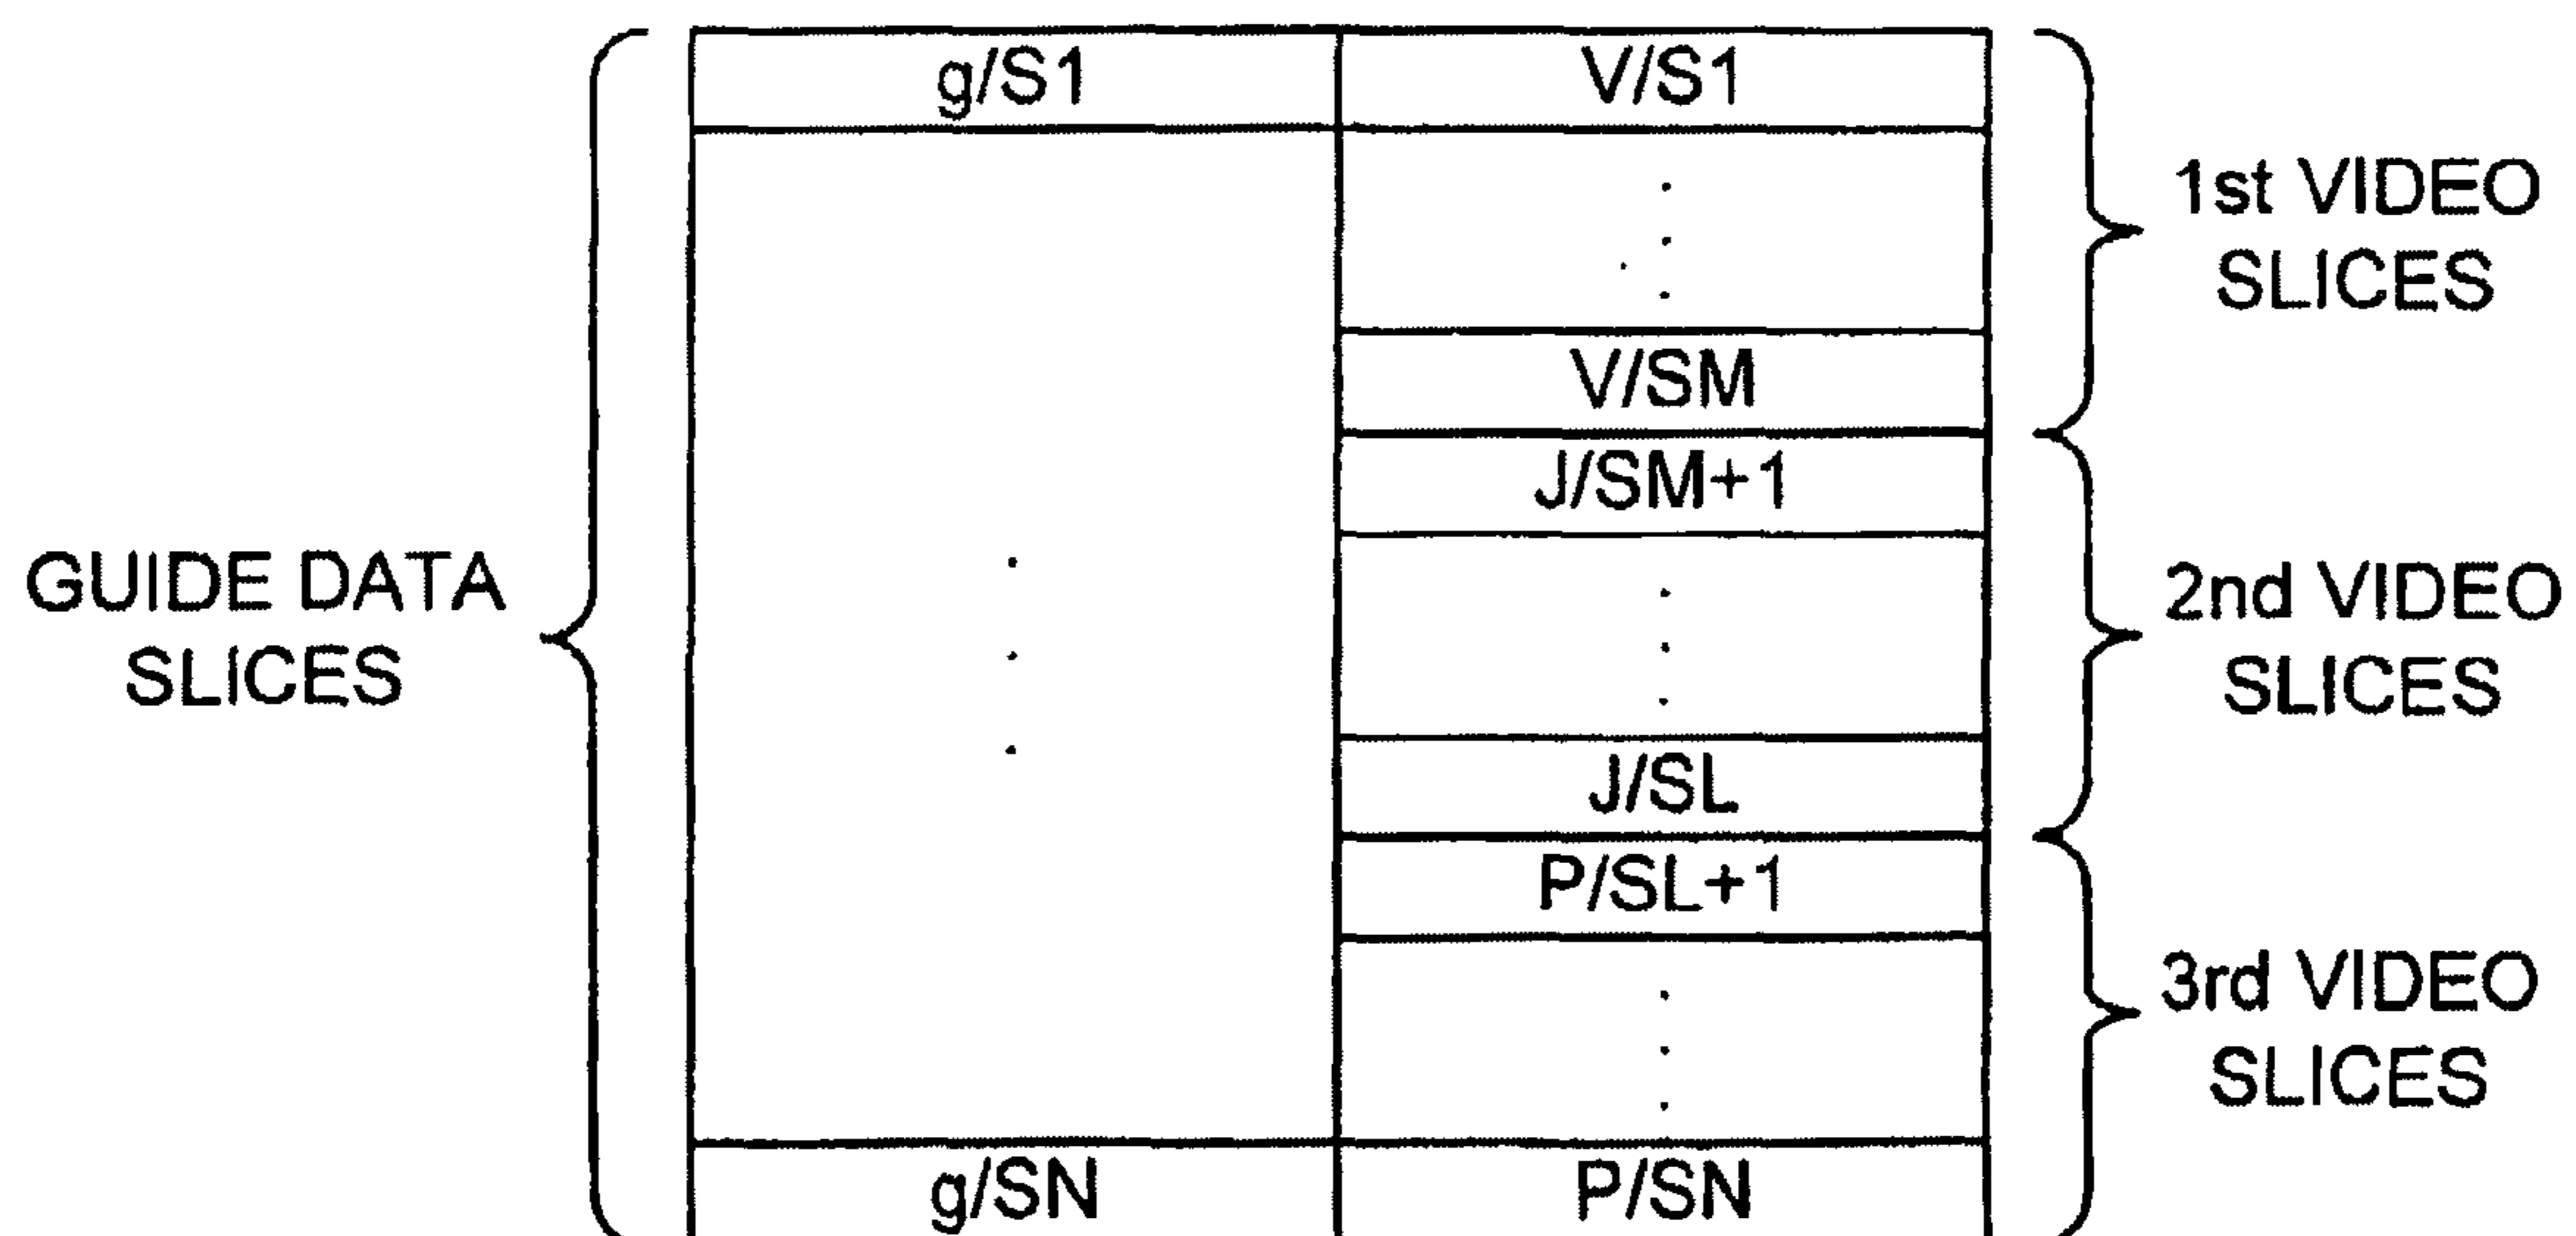 g/S1
V/S1
V/SM
J/SM+1
J/SL
P/SL+1
g/SN
P/SN
GUIDE DATA
SLICES
1st VIDEO
SLICES
2nd VIDEO
SLICES
3rd VIDEO
SLICES